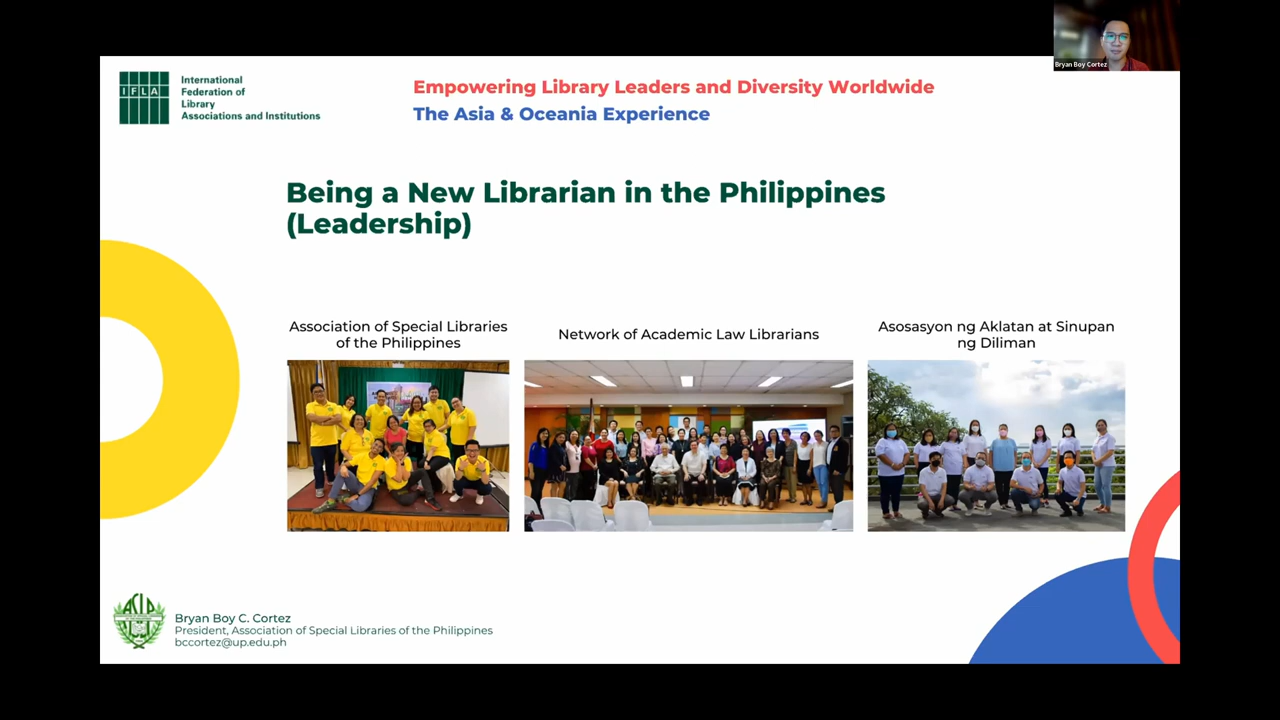 Bryan Boy Cortez
IFLA
International
Federation of
Library
Associations and Institutions
Empowering Library Leaders and Diversity Worldwide
The Asia & Oceania Experience
Being a New Librarian in the Philippines
(Leadership)
Association of Special Libraries
of the Philippines
Network of Academic Law Librarians
Asosasyon ng Aklatan at Sinupan
ng Diliman
ASLP
Bryan Boy C. Cortez
President, Association of Special Libraries of the Philippines
bccortez@up.edu.ph